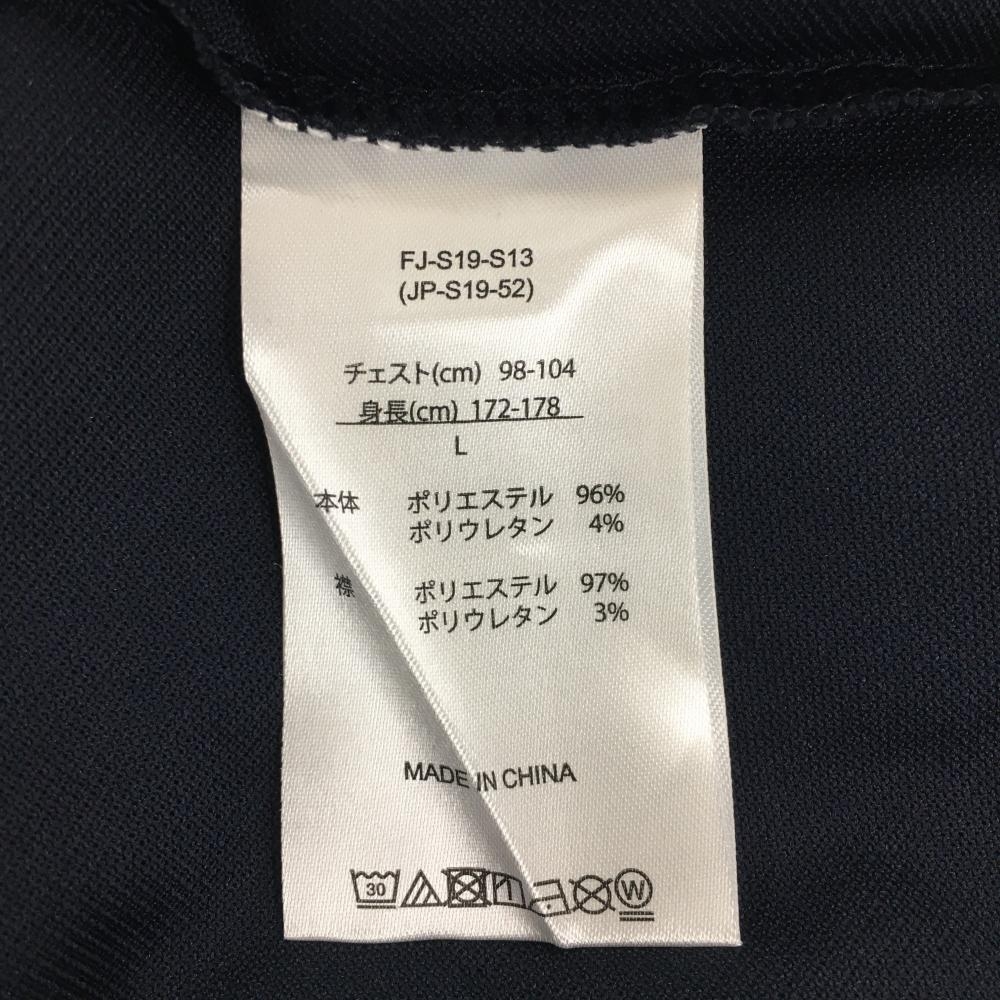 FJ-S19-S13
(JP-S19-52)
チェスト(cm) 98-104
身長(cm) 172-178
L
本体 ポリエステル 96%
ポリウレタン 4%
襟 ポリエステル 97%
ポリウレタン 3%
MADE IN CHINA
30 W